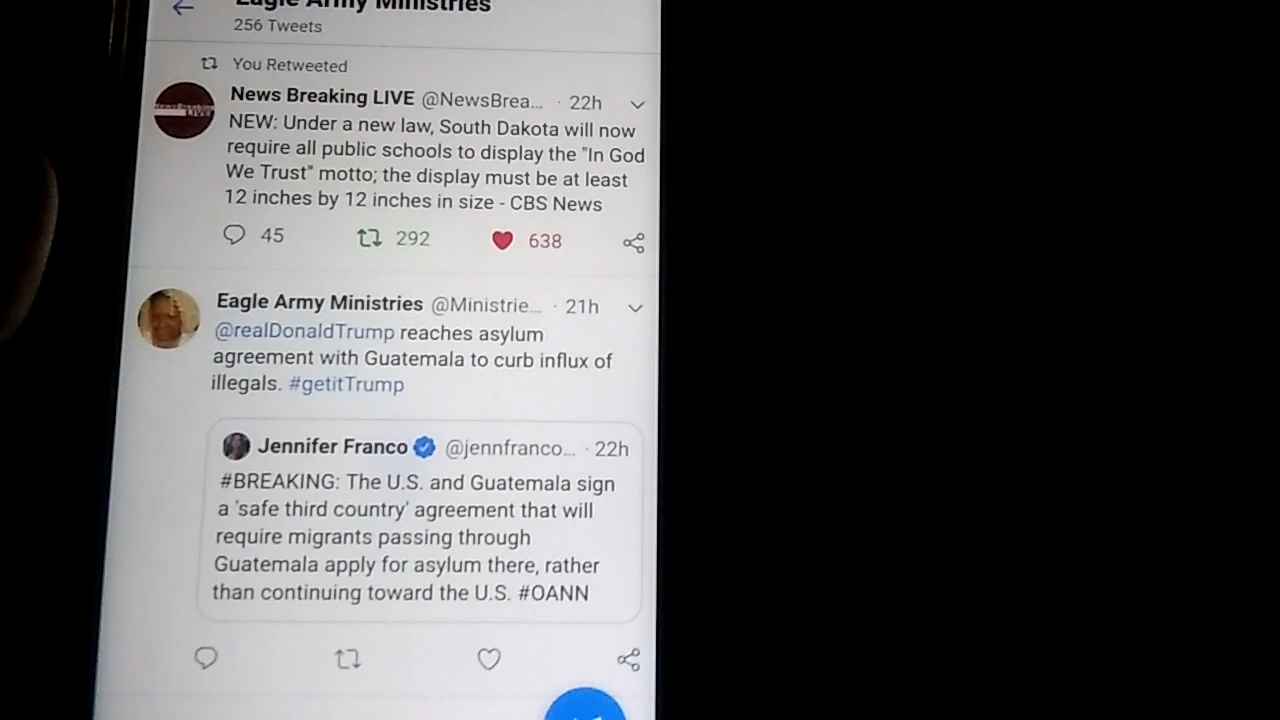 Eagle Army Ministries
256 Tweets
You Retweeted
News Breaking LIVE @NewsBrea... · 22h
NEW: Under a new law, South Dakota will now
require all public schools to display the "In God
We Trust" motto; the display must be at least
12 inches by 12 inches in size - CBS News
45 292 638
Eagle Army Ministries @Ministrie... · 21h
@realDonaldTrump reaches asylum
agreement with Guatemala to curb influx of
illegals. #getitTrump
Jennifer Franco @jennfranco... · 22h
#BREAKING: The U.S. and Guatemala sign
a 'safe third country' agreement that will
require migrants passing through
Guatemala apply for asylum there, rather
than continuing toward the U.S. #OANN